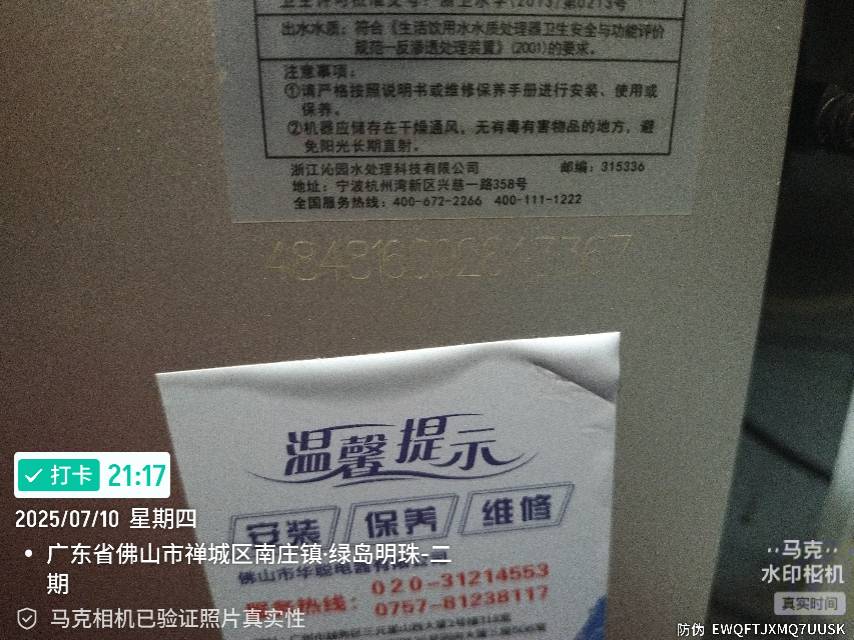 出水水质：符合《生活饮用水水质处理器卫生安全与功能评价
规范—反渗透处理装置》(2001)的要求。
注意事项：
①请严格按照说明书或维修保养手册进行安装、使用或
保养。
②机器应储存在干燥通风，无有毒有害物品的地方，避
免阳光长期直射。
浙江沁园水处理科技有限公司 邮编：315336
地址：宁波杭州湾新区兴慈一路358号
全国服务热线：400-672-2266 400-111-1222
温馨提示
安装 保养 维修
020-31214553
服务热线：
0757-81238117
打卡 21:17
2025/07/10 星期四
广东省佛山市禅城区南庄镇·绿岛明珠-二
期
马克相机已验证照片真实性
马克
水印相机
真实时间
防伪 EWQFTJXMQ7UUSK